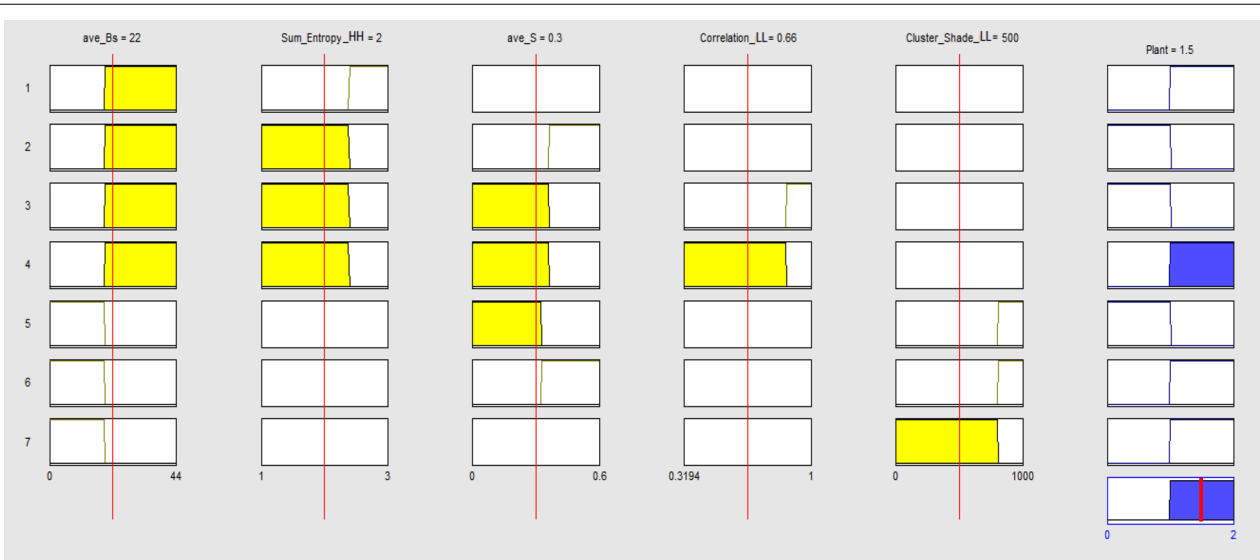 ave_Bs = 22 Sum_Entropy_HH = 2 ave_S = 0.3 Correlation_LL= 0.66 Cluster_Shade_LL= 500
Plant = 1.5
1
2
3
4
5
6
7
0 44 1 3 0 0.6 0.3194 1 0 1000
0 2